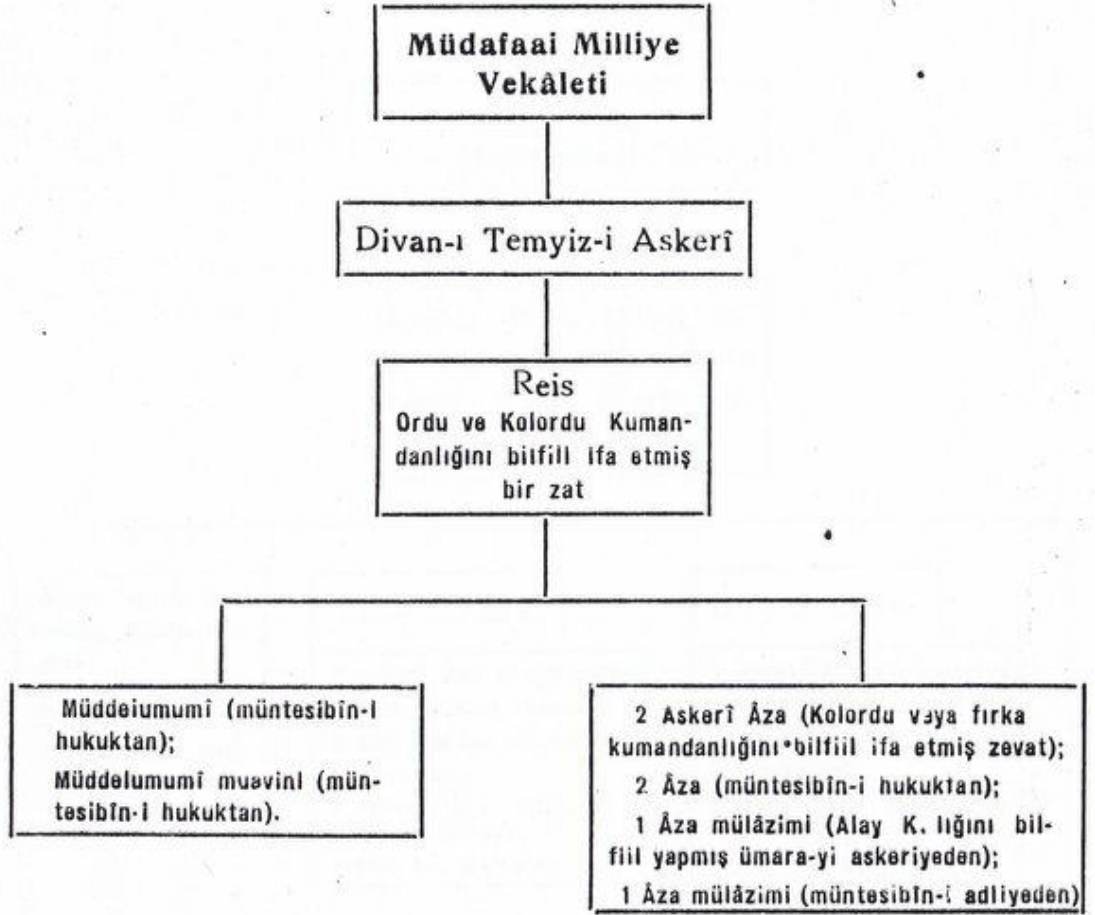 Müdafaai Milliye
Vekâleti
Divan-ı Temyiz-i Askerî
Reis
Ordu ve Kolordu Kuman-
danlığını bilfiil ifa etmiş
bir zat
Müddeiumumî (müntesibîn-i
hukuktan);
Müddeiumumî muavini (mün-
tesibîn-i hukuktan).
2 Askerî Âza (Kolordu veya fırka
kumandanlığını bilfiil ifa etmiş zevat);
2 Âza (müntesibîn-i hukuktan);
1 Âza mülâzimi (Alay K. lığını bil-
fiil yapmış ümara-yi askeriyeden);
1 Âza mülâzimi (müntesibîn-i adliyeden)